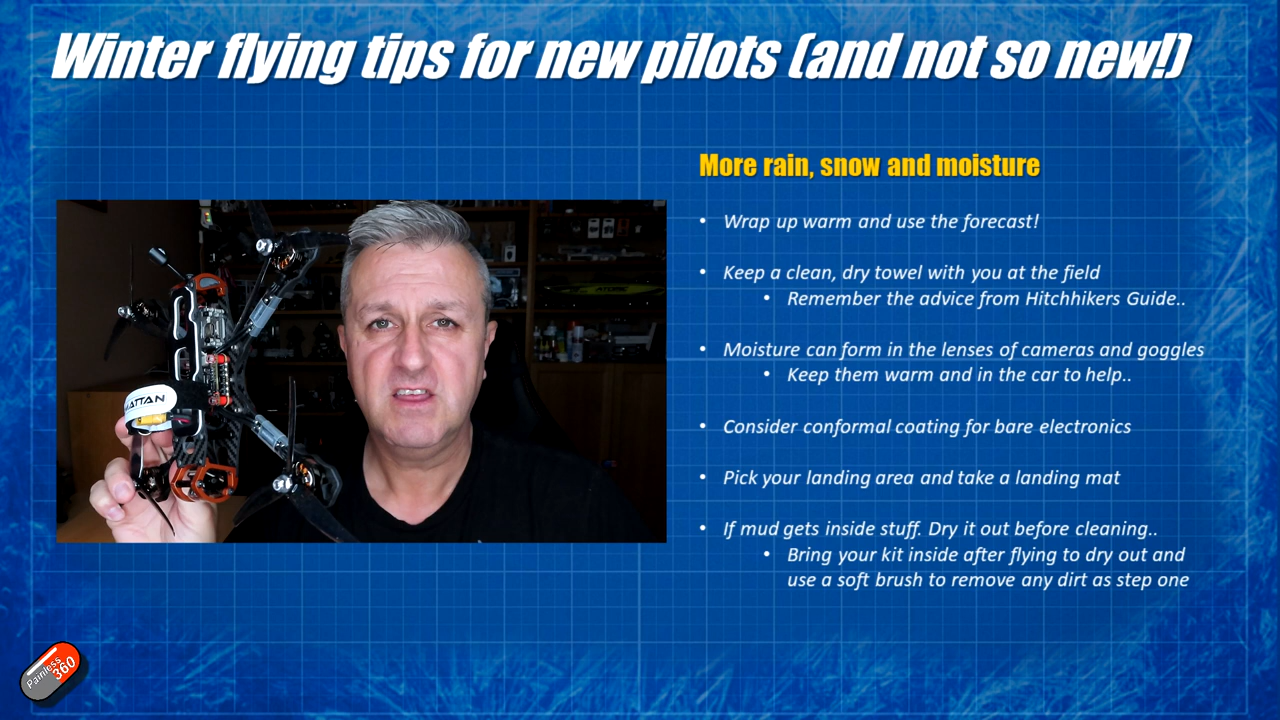 Winter flying tips for new pilots (and not so new!)
More rain, snow and moisture
• Wrap up warm and use the forecast!
• Keep a clean, dry towel with you at the field
• Remember the advice from Hitchhikers Guide..
• Moisture can form in the lenses of cameras and goggles
• Keep them warm and in the car to help..
• Consider conformal coating for bare electronics
• Pick your landing area and take a landing mat
• If mud gets inside stuff. Dry it out before cleaning..
• Bring your kit inside after flying to dry out and
use a soft brush to remove any dirt as step one
ATTAN
Painless
360